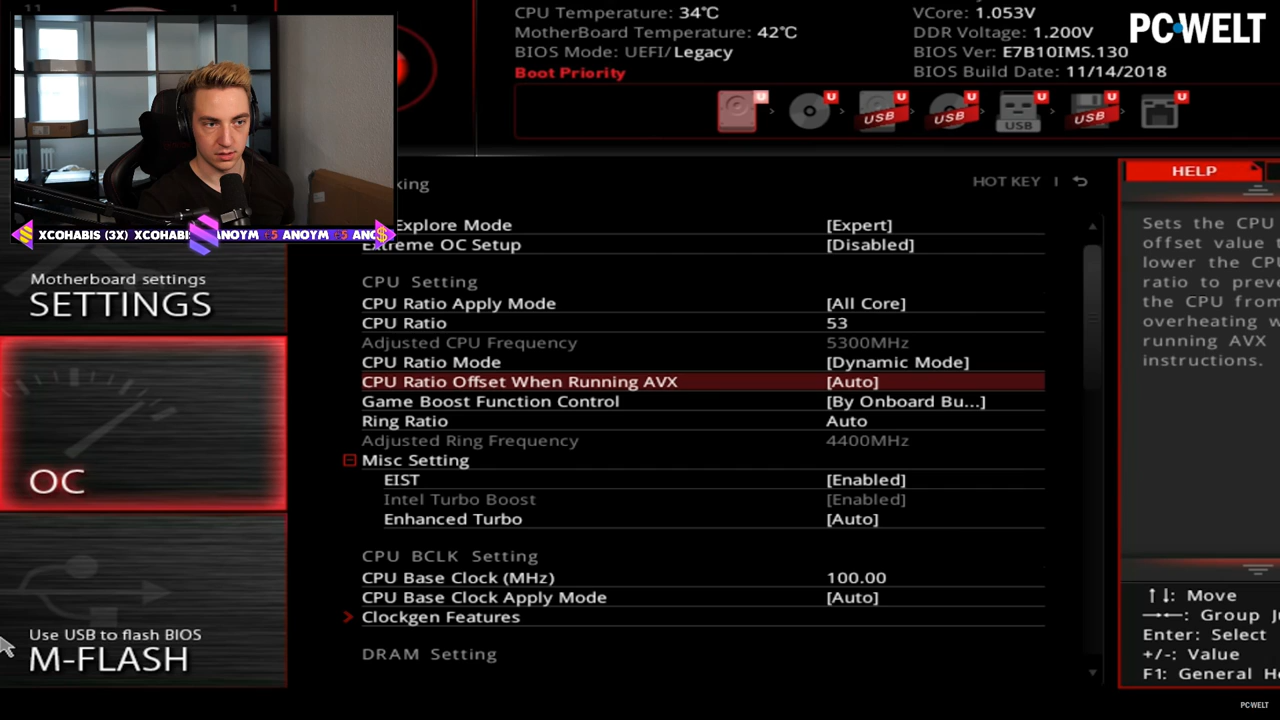 CPU Temperature: 34°C
MotherBoard Temperature: 42°C
BIOS Mode: UEFI/Legacy
Boot Priority
VCore: 1.053V
DDR Voltage: 1.200V
BIOS Ver: E7B10IMS.130
BIOS Build Date: 11/14/2018
PC WELT
U U U U U U U
USB USB USB USB
XCOHABIS (3X) XCOHABIS ANOYM +5 ANOYM +5
Motherboard settings
SETTINGS
OC
Use USB to flash BIOS
M-FLASH
king
HOT KEY
Explore Mode [Expert]
Extreme OC Setup [Disabled]
CPU Setting
CPU Ratio Apply Mode [All Core]
CPU Ratio 53
Adjusted CPU Frequency 5300MHz
CPU Ratio Mode [Dynamic Mode]
CPU Ratio Offset When Running AVX [Auto]
Game Boost Function Control [By Onboard Bu...]
Ring Ratio Auto
Adjusted Ring Frequency 4400MHz
Misc Setting
EIST [Enabled]
Intel Turbo Boost [Enabled]
Enhanced Turbo [Auto]
CPU BCLK Setting
CPU Base Clock (MHz) 100.00
CPU Base Clock Apply Mode [Auto]
Clockgen Features
DRAM Setting
HELP
Sets the CPU
offset value t
lower the CPU
ratio to preve
the CPU from
overheating w
running AVX
instructions.
↑↓: Move
→←: Group Ju
Enter: Select
+/-: Value
F1: General He
PCWELT